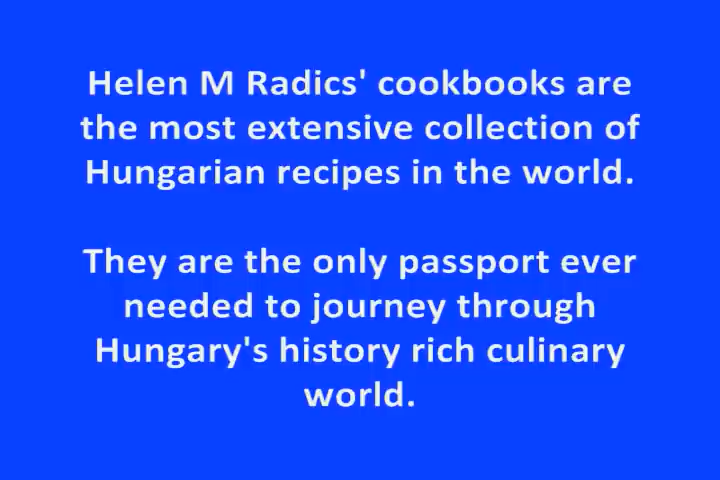 Helen M Radics' cookbooks are
the most extensive collection of
Hungarian recipes in the world.
They are the only passport ever
needed to journey through
Hungary's history rich culinary
world.